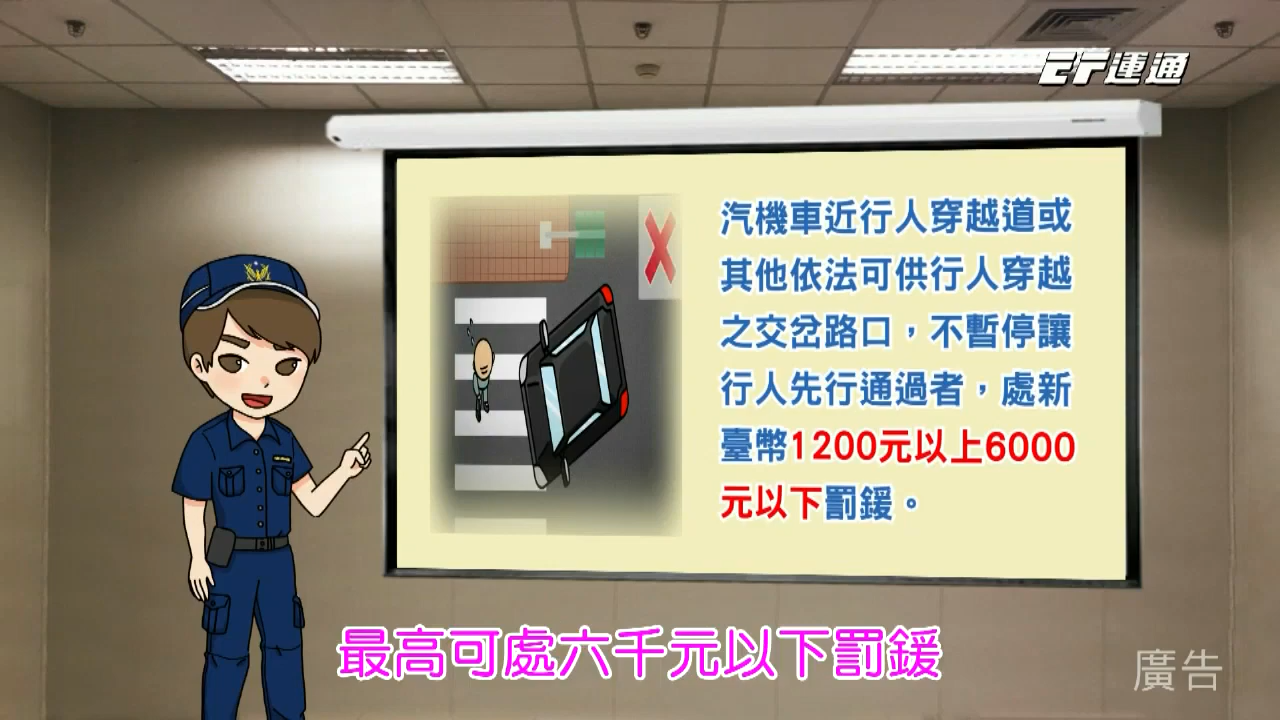 ET運通
汽機車近行人穿越道或
其他依法可供行人穿越
之交岔路口，不暫停讓
行人先行通過者，處新
臺幣1200元以上6000
元以下罰鍰。
最高可處六千元以下罰鍰
廣告